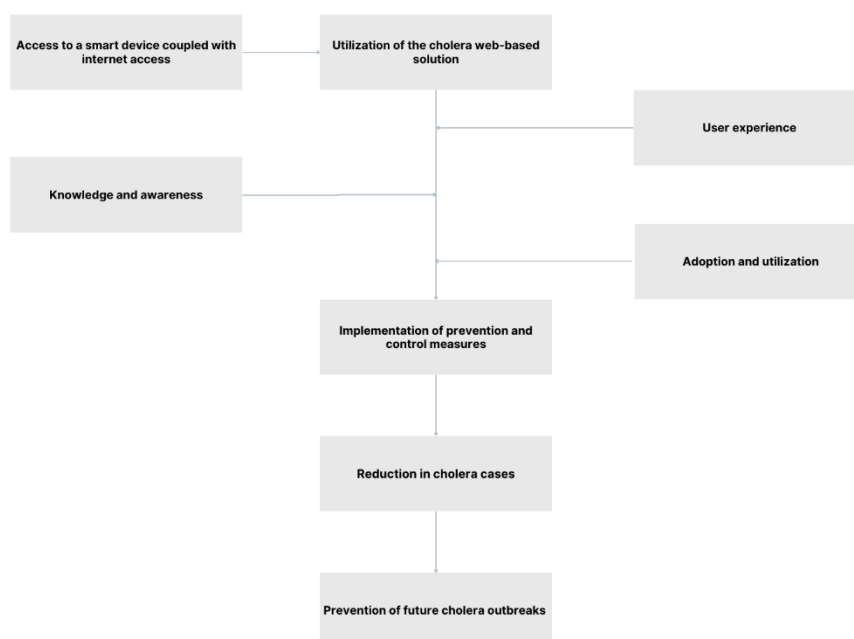 Access to a smart device coupled with
internet access
Utilization of the cholera web-based
solution
User experience
Knowledge and awareness
Adoption and utilization
Implementation of prevention and
control measures
Reduction in cholera cases
Prevention of future cholera outbreaks